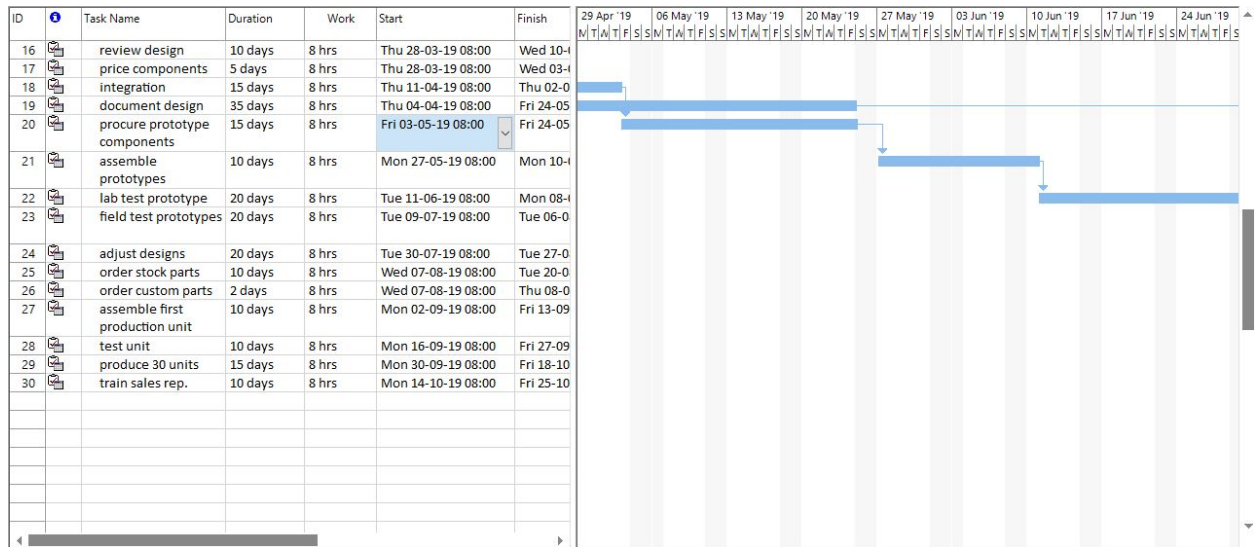 ID Task Name Duration Work Start Finish
29 Apr '19 06 May '19 13 May '19 20 May '19 27 May '19 03 Jun '19 10 Jun '19 17 Jun '19 24 Jun '19
M T W T F S S M T W T F S S M T W T F S S M T W T F S S M T W T F S S M T W T F S S M T W T F S S M T W T F S S M T W T F S
16 review design 10 days 8 hrs Thu 28-03-19 08:00 Wed 10-
17 price components 5 days 8 hrs Thu 28-03-19 08:00 Wed 03-
18 integration 15 days 8 hrs Thu 11-04-19 08:00 Thu 02-0
19 document design 35 days 8 hrs Thu 04-04-19 08:00 Fri 24-05
20 procure prototype 15 days 8 hrs Fri 03-05-19 08:00 Fri 24-05
components
21 assemble 10 days 8 hrs Mon 27-05-19 08:00 Mon 10-
prototypes
22 lab test prototype 20 days 8 hrs Tue 11-06-19 08:00 Mon 08-
23 field test prototypes 20 days 8 hrs Tue 09-07-19 08:00 Tue 06-0
24 adjust designs 20 days 8 hrs Tue 30-07-19 08:00 Tue 27-0
25 order stock parts 10 days 8 hrs Wed 07-08-19 08:00 Tue 20-0
26 order custom parts 2 days 8 hrs Wed 07-08-19 08:00 Thu 08-0
27 assemble first 10 days 8 hrs Mon 02-09-19 08:00 Fri 13-09
production unit
28 test unit 10 days 8 hrs Mon 16-09-19 08:00 Fri 27-09
29 produce 30 units 15 days 8 hrs Mon 30-09-19 08:00 Fri 18-10
30 train sales rep. 10 days 8 hrs Mon 14-10-19 08:00 Fri 25-10